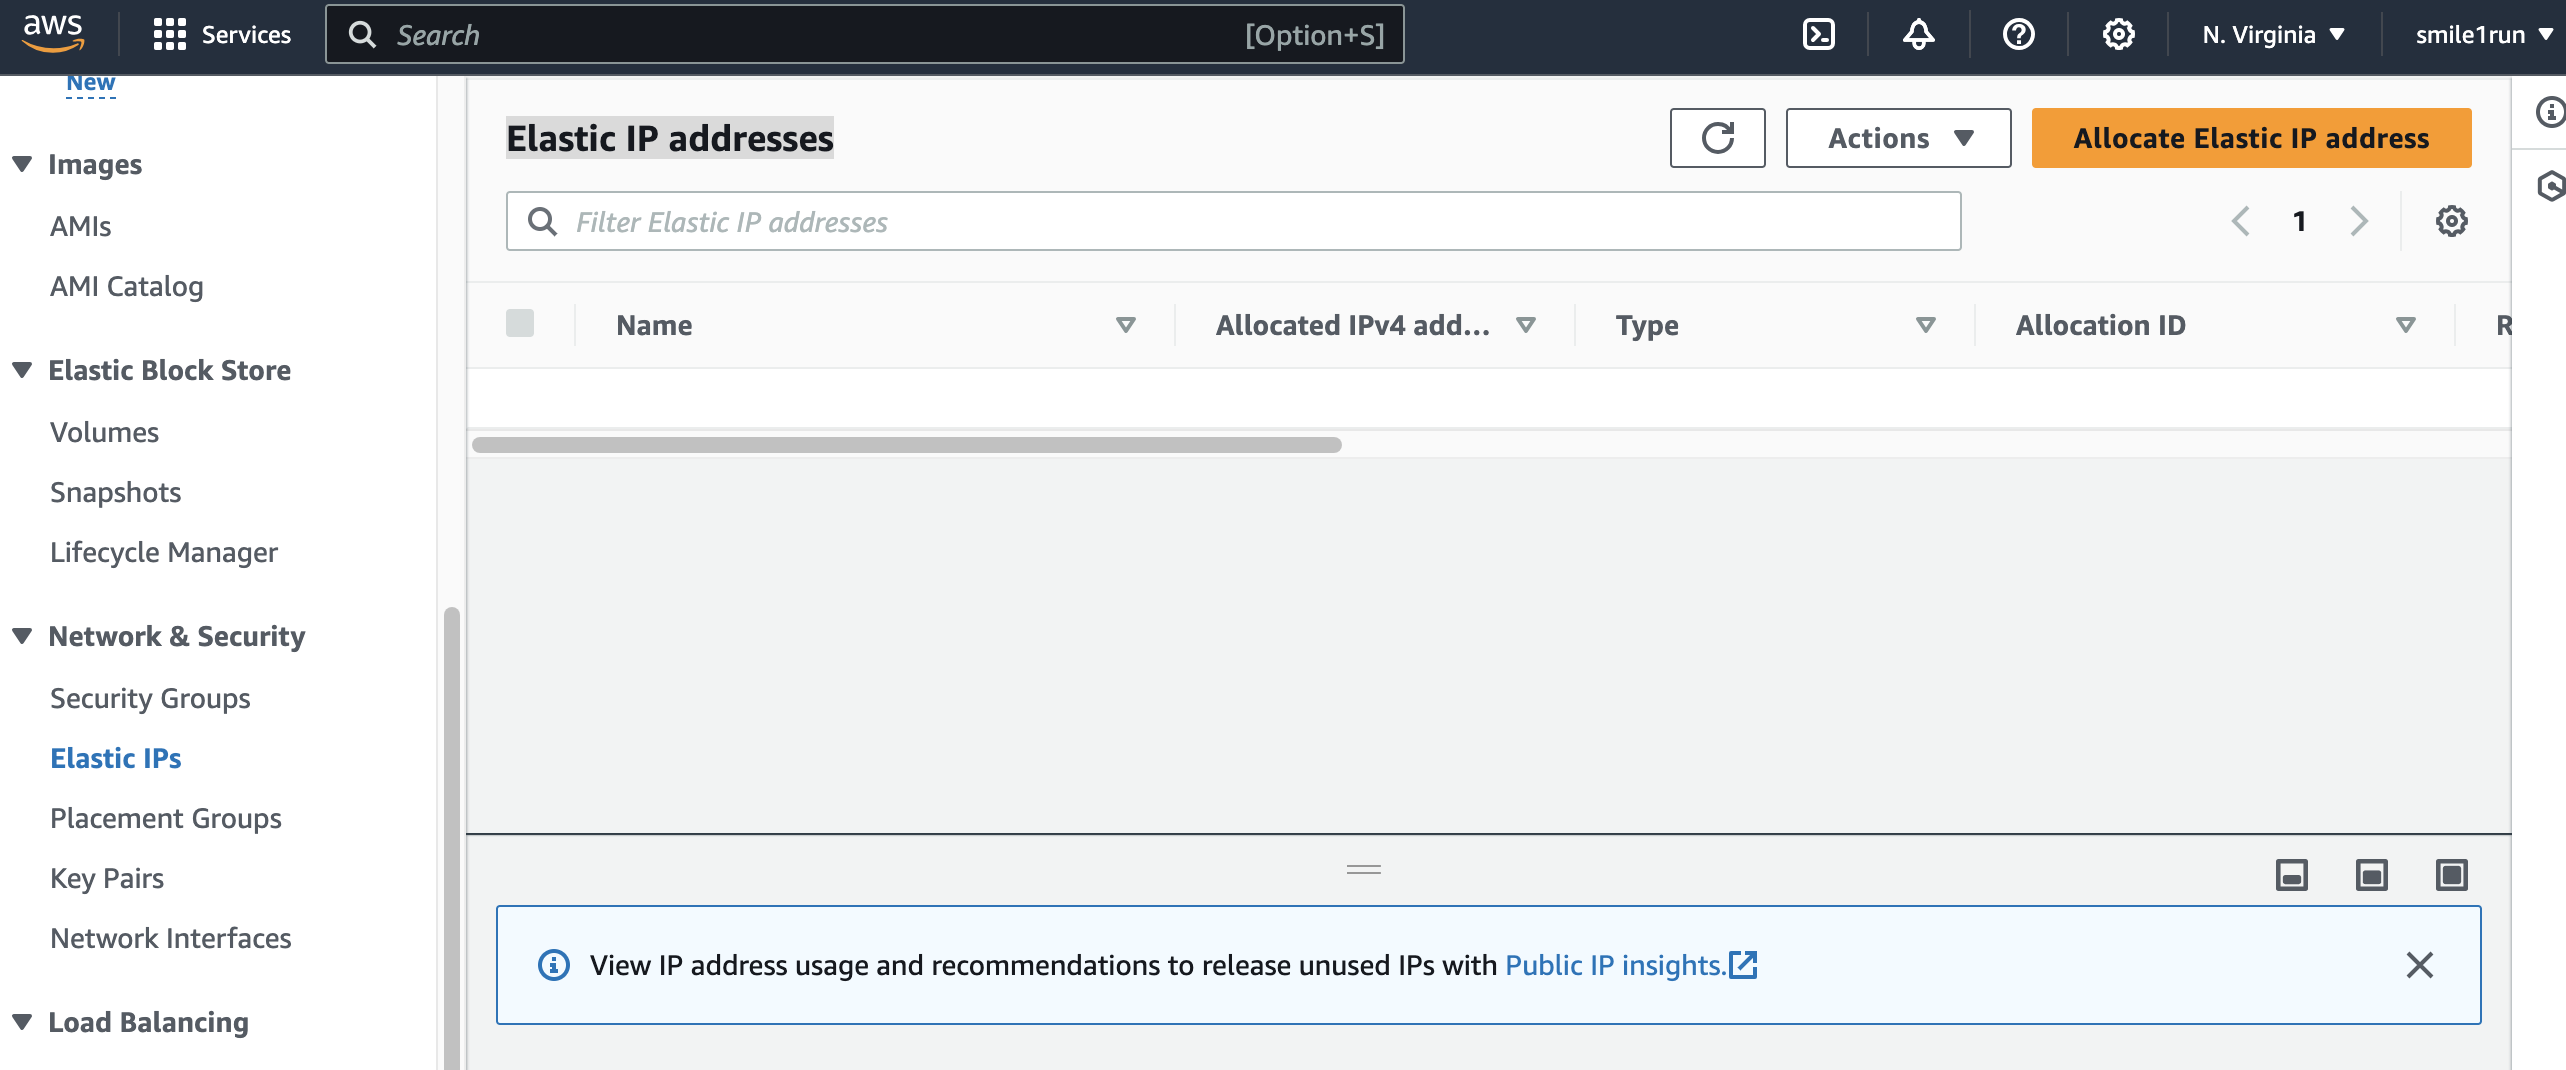 aws
Services
Search
[Option+S]
N. Virginia
smile1run
New
Images
AMIs
AMI Catalog
Elastic Block Store
Volumes
Snapshots
Lifecycle Manager
Network & Security
Security Groups
Elastic IPs
Placement Groups
Key Pairs
Network Interfaces
Load Balancing
Elastic IP addresses
Actions
Allocate Elastic IP address
Filter Elastic IP addresses
1
Name
Allocated IPv4 add...
Type
Allocation ID
R
View IP address usage and recommendations to release unused IPs with Public IP insights.